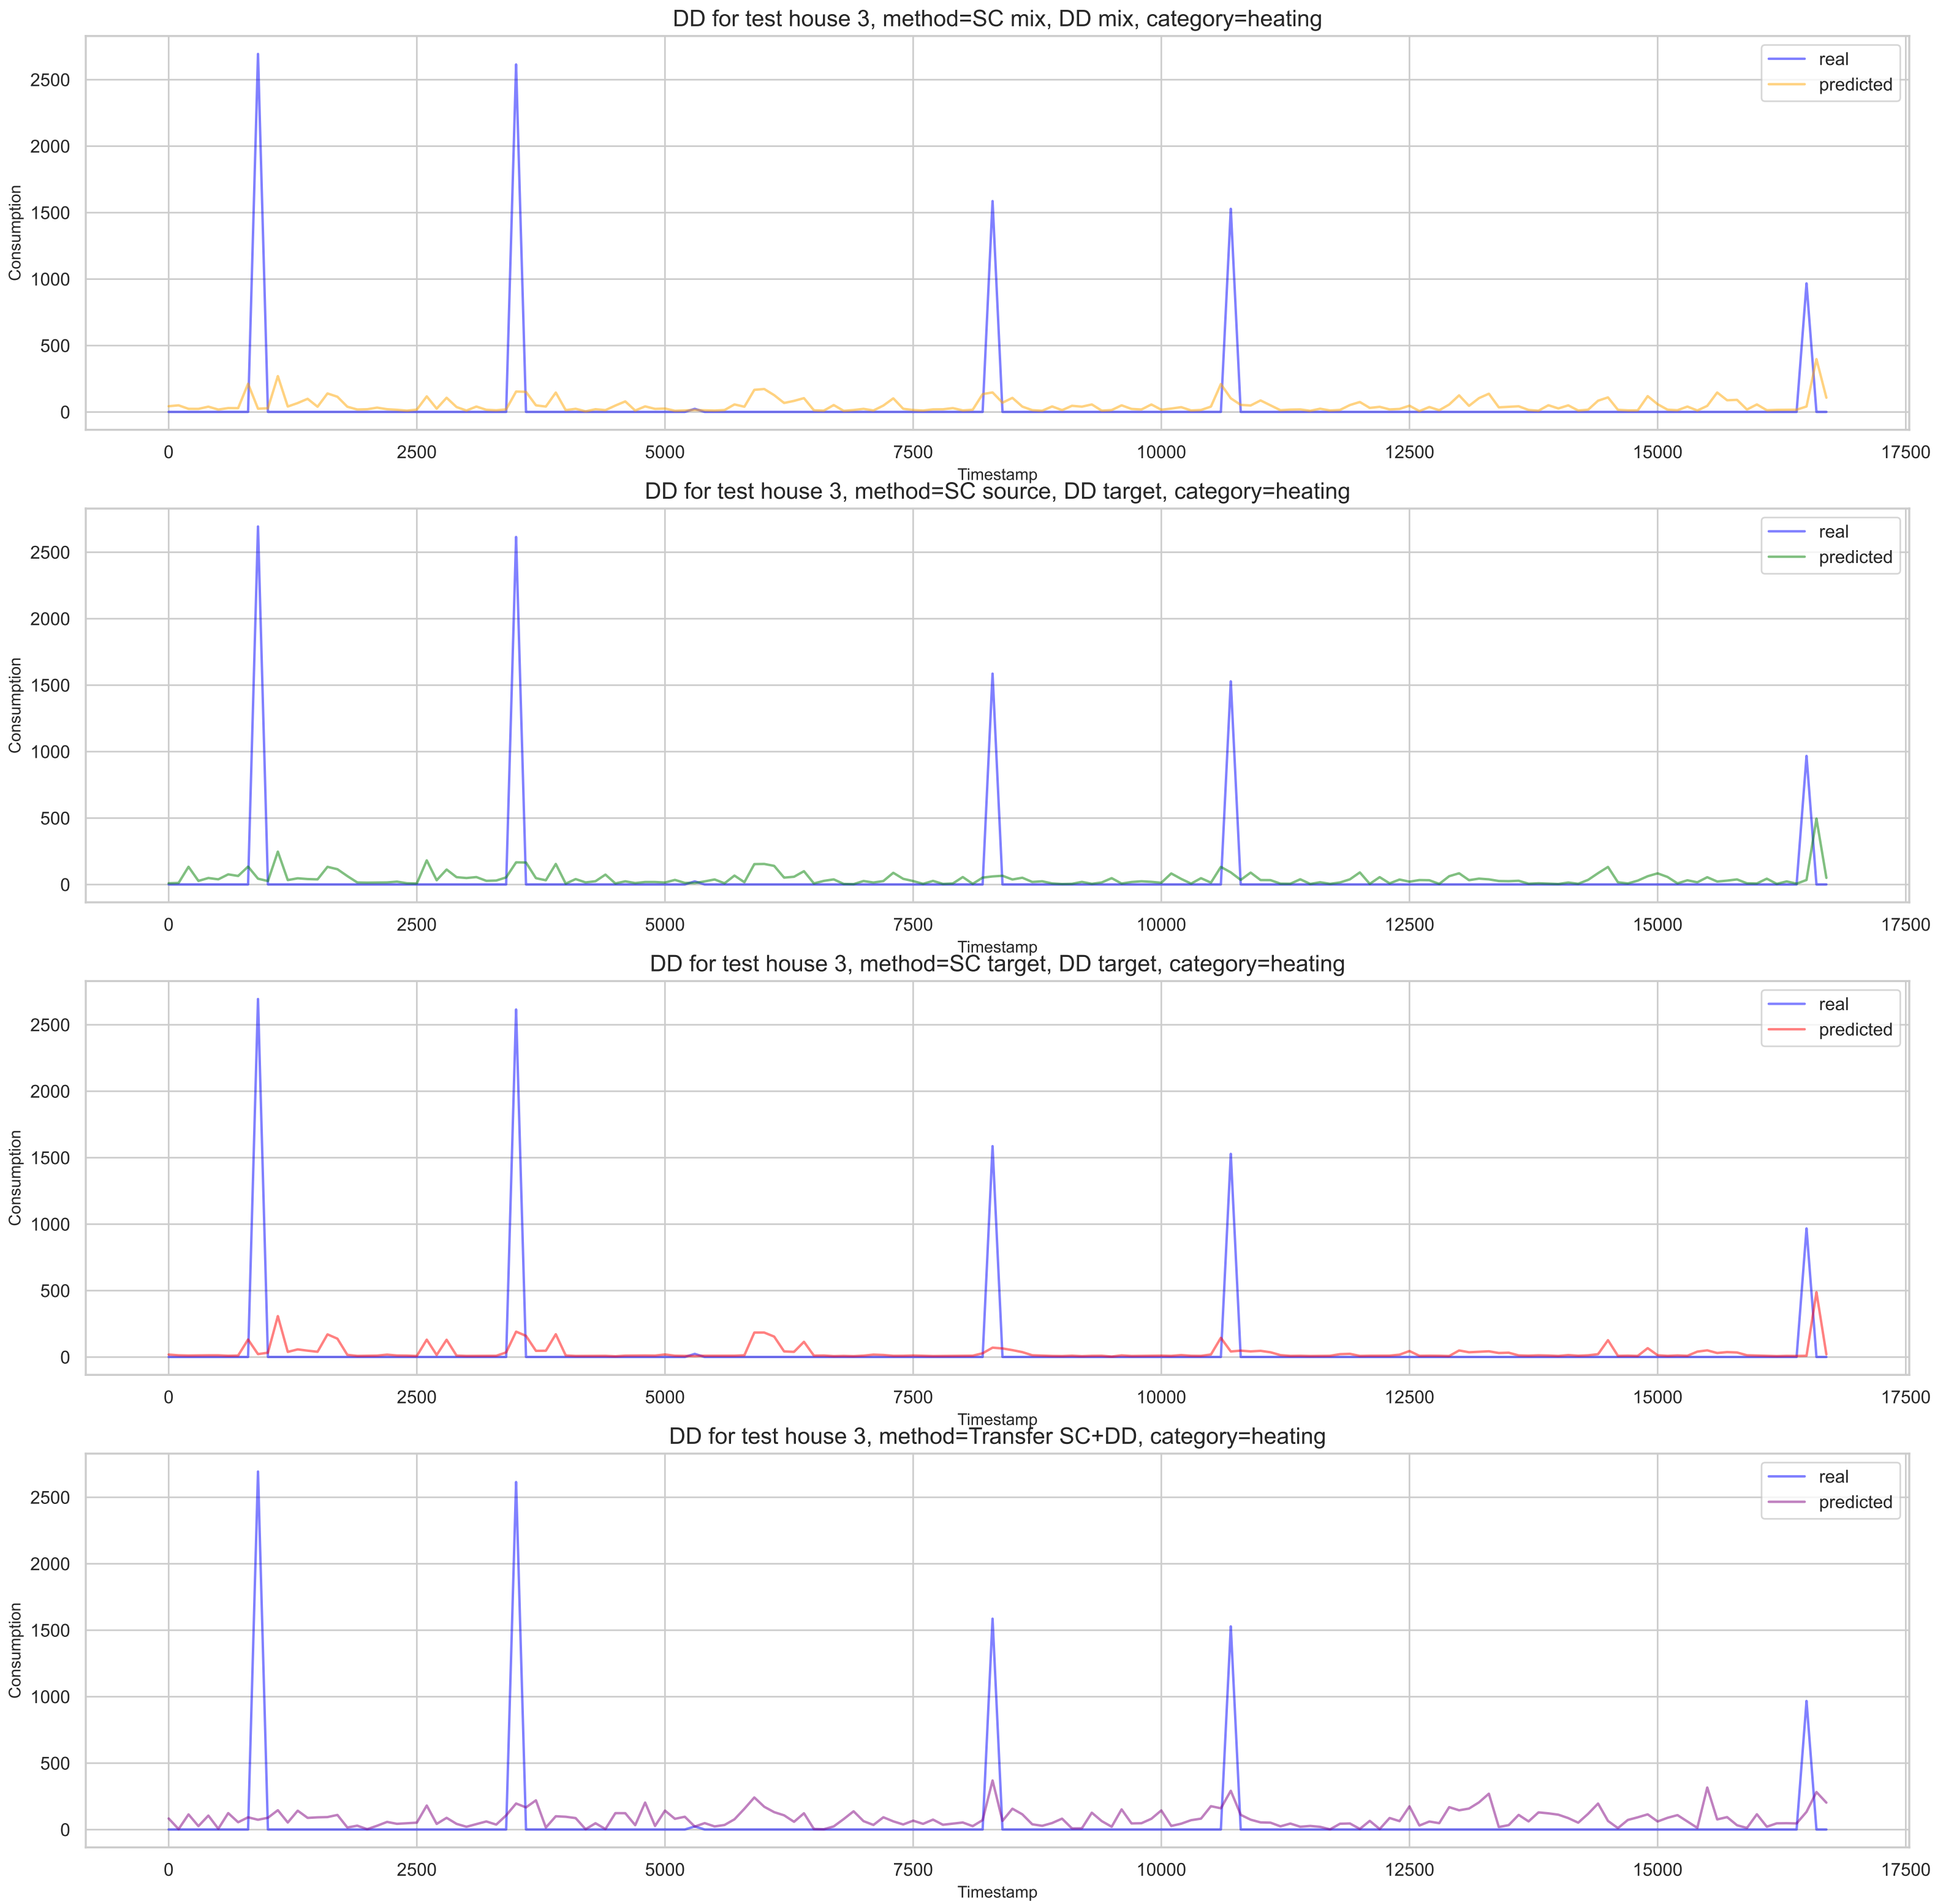 DD for test house 3, method=SC mix, DD mix, category=heating
real
predicted
2500
2000
1500
1000
500
0
Consumption
0 2500 5000 7500 10000 12500 15000 17500
Timestamp
DD for test house 3, method=SC source, DD target, category=heating
real
predicted
2500
2000
1500
1000
500
0
Consumption
0 2500 5000 7500 10000 12500 15000 17500
Timestamp
DD for test house 3, method=SC target, DD target, category=heating
real
predicted
2500
2000
1500
1000
500
0
Consumption
0 2500 5000 7500 10000 12500 15000 17500
Timestamp
DD for test house 3, method=Transfer SC+DD, category=heating
real
predicted
2500
2000
1500
1000
500
0
Consumption
0 2500 5000 7500 10000 12500 15000 17500
Timestamp